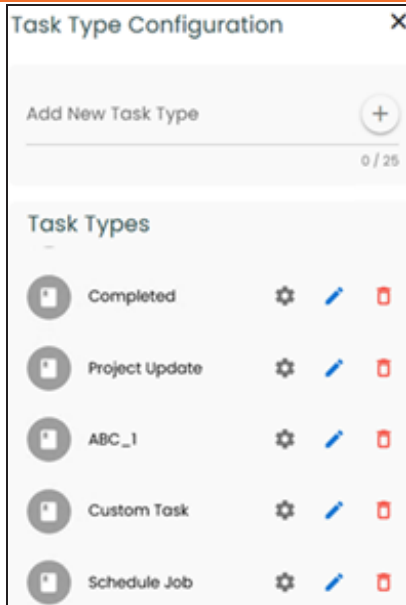 Task Type Configuration
Add New Task Type
0 / 25
Task Types
Completed
Project Update
ABC_1
Custom Task
Schedule Job